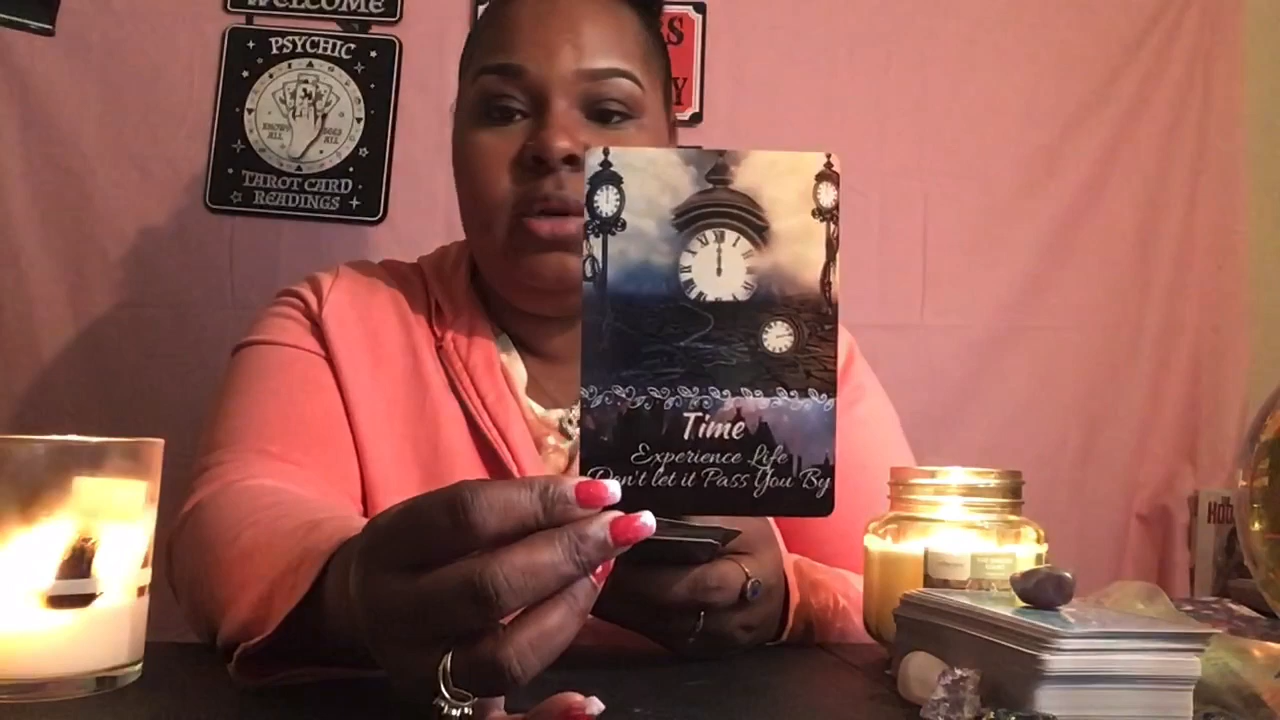 WELCOME
PSYCHIC
KNOWS
ALL
SEES
ALL
TAROT CARD
READINGS
Time
Experience Life
Don't let it Pass You By